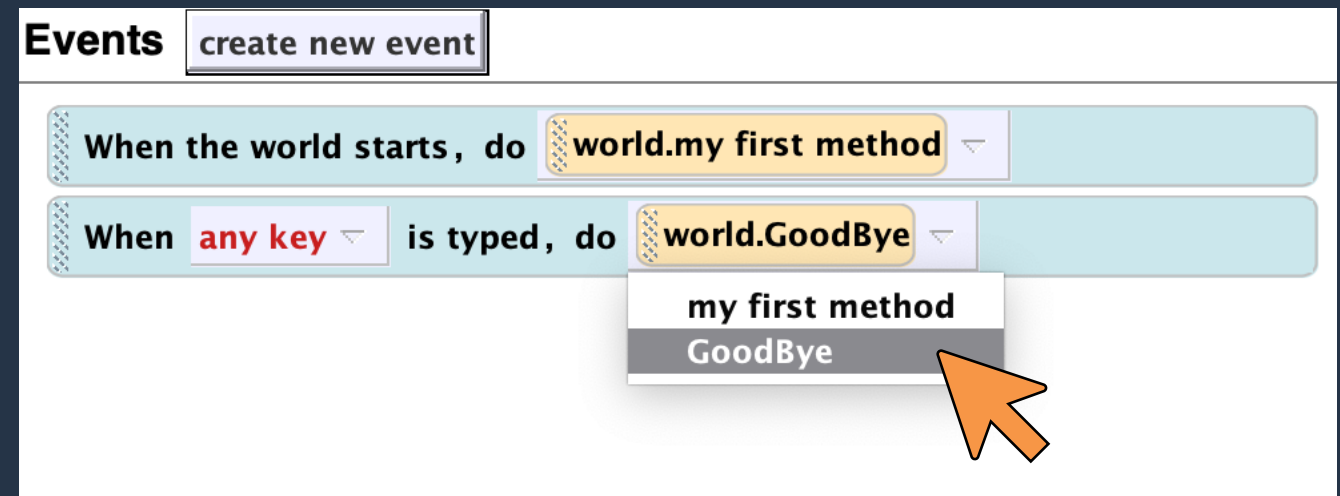 Events create new event
When the world starts, do world.my first method
When any key is typed, do world.GoodBye
my first method
GoodBye